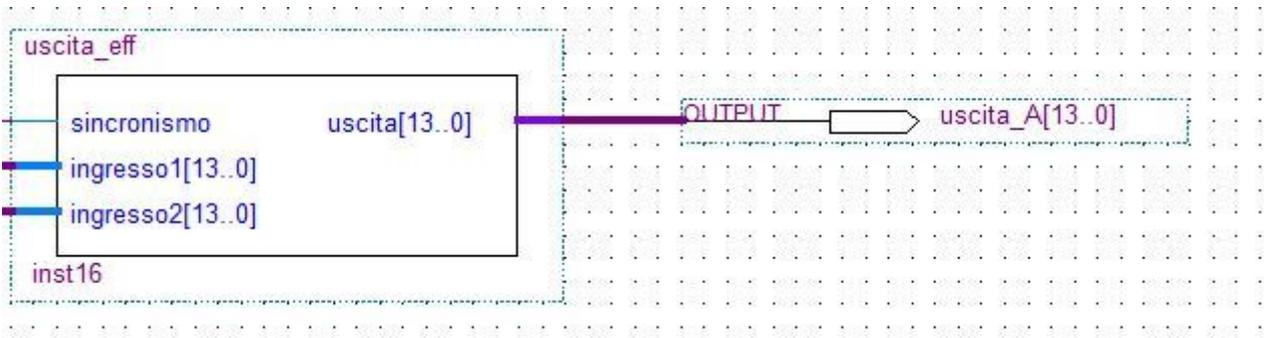 uscita_eff
sincronismo uscita[13..0]
ingresso1[13..0]
ingresso2[13..0]
inst16
OUTPUT uscita_A[13..0]